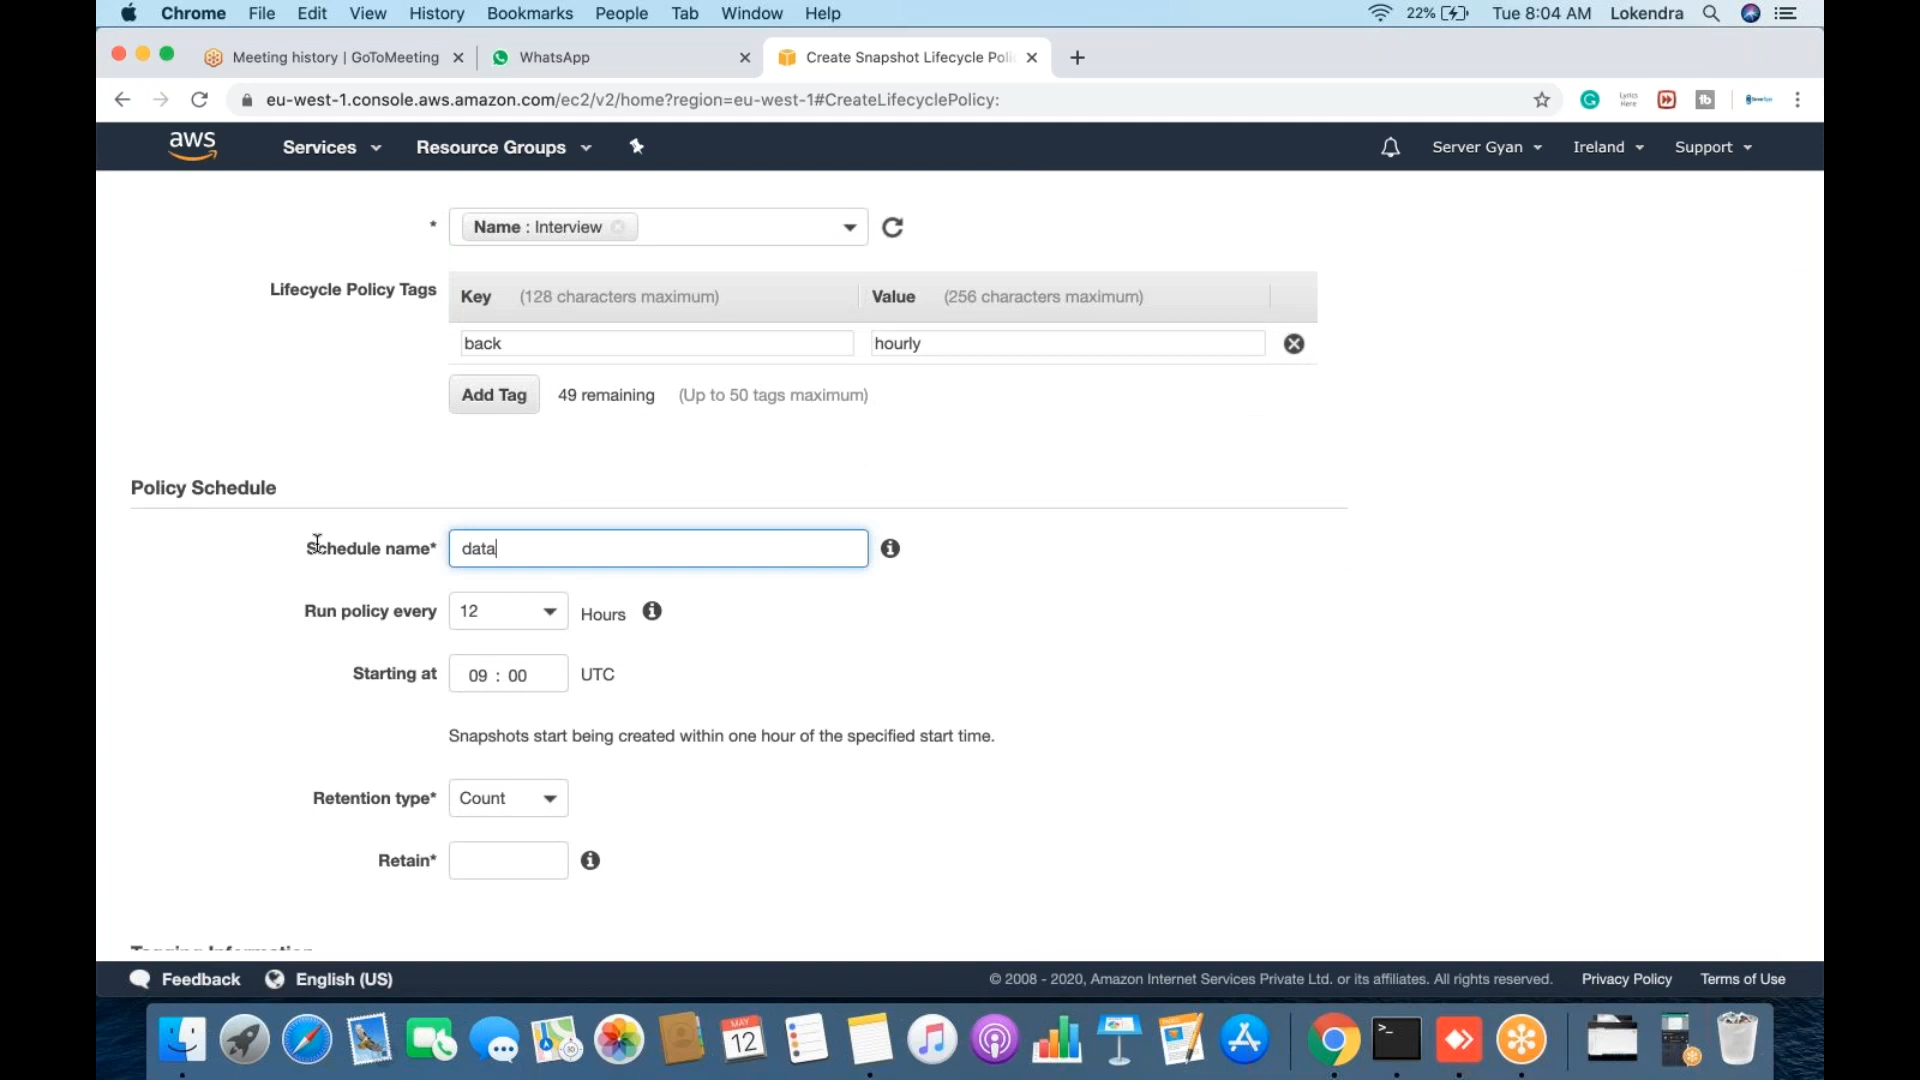 Chrome File Edit View History Bookmarks People Tab Window Help 22% Tue 8:04 AM Lokendra
Meeting history | GoToMeeting WhatsApp Create Snapshot Lifecycle Poli
eu-west-1.console.aws.amazon.com/ec2/v2/home?region=eu-west-1#CreateLifecyclePolicy:
aws Services Resource Groups Server Gyan Ireland Support
* Name : Interview
Lifecycle Policy Tags Key (128 characters maximum) Value (256 characters maximum)
back hourly
Add Tag 49 remaining (Up to 50 tags maximum)
Policy Schedule
Schedule name* data
Run policy every 12 Hours
Starting at 09 : 00 UTC
Snapshots start being created within one hour of the specified start time.
Retention type* Count
Retain*
Tagging Information
Feedback English (US) © 2008 - 2020, Amazon Internet Services Private Ltd. or its affiliates. All rights reserved. Privacy Policy Terms of Use
MAY
12